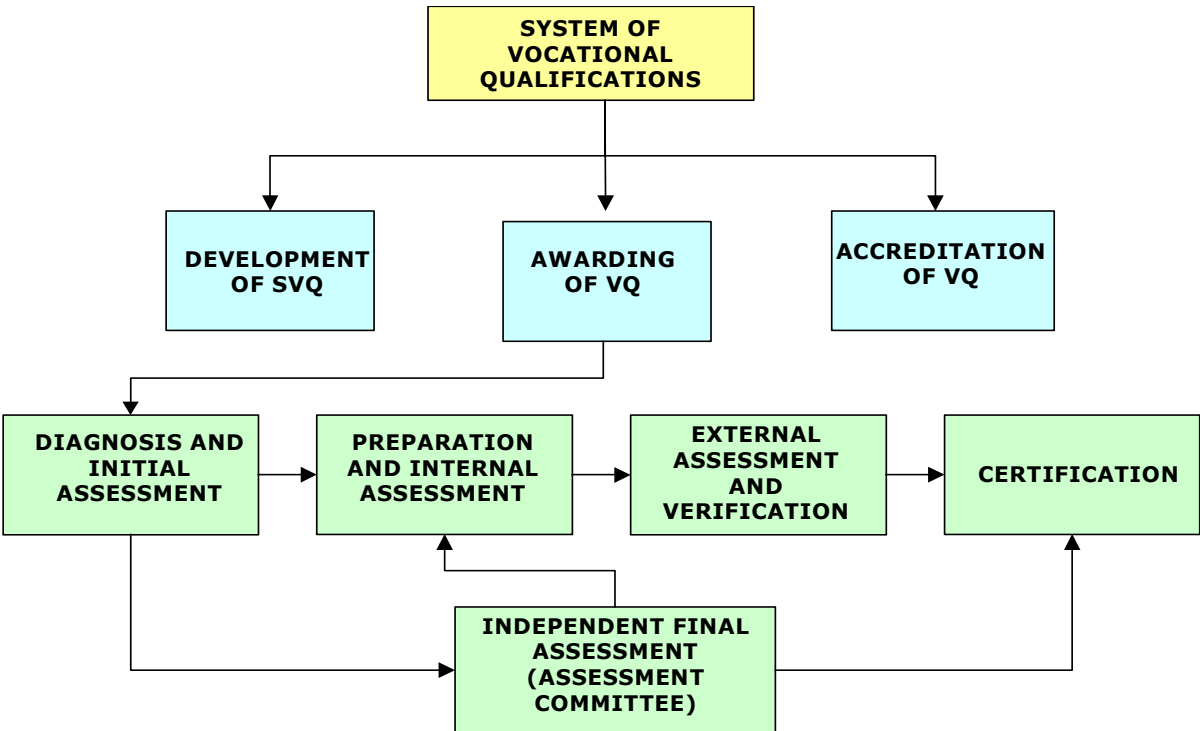 SYSTEM OF
VOCATIONAL
QUALIFICATIONS
DEVELOPMENT
OF SVQ
AWARDING
OF VQ
ACCREDITATION
OF VQ
DIAGNOSIS AND
INITIAL
ASSESSMENT
PREPARATION
AND INTERNAL
ASSESSMENT
EXTERNAL
ASSESSMENT
AND
VERIFICATION
CERTIFICATION
INDEPENDENT FINAL
ASSESSMENT
(ASSESSMENT
COMMITTEE)